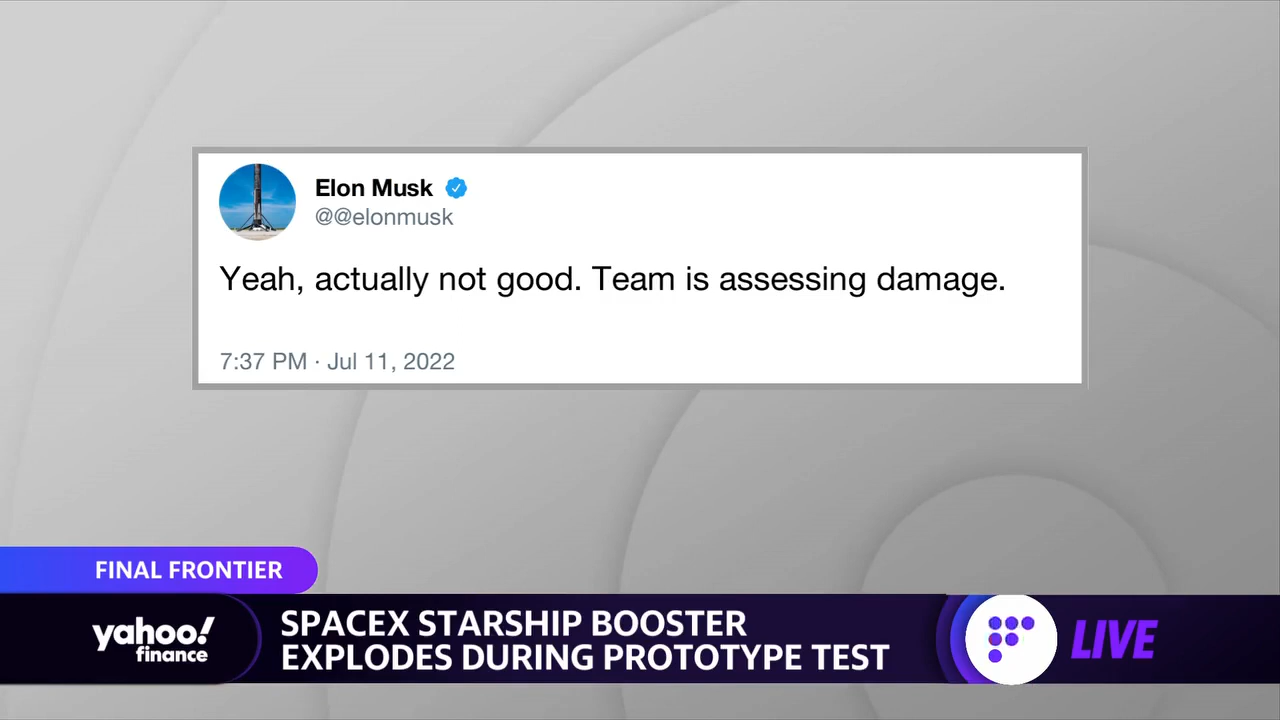 Elon Musk
@@elonmusk
Yeah, actually not good. Team is assessing damage.
7:37 PM · Jul 11, 2022
FINAL FRONTIER
yahoo!
finance
SPACEX STARSHIP BOOSTER
EXPLODES DURING PROTOTYPE TEST
LIVE